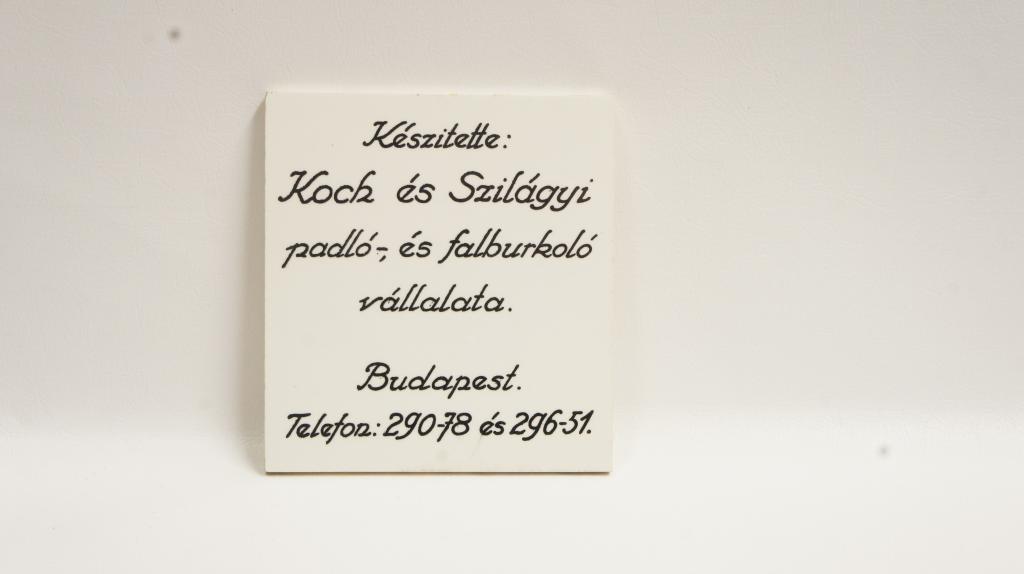 Készitette:
Koch és Szilágyi
padló-, és falburkoló
vállalata.
Budapest.
Telefon: 290-78 és 296-51.